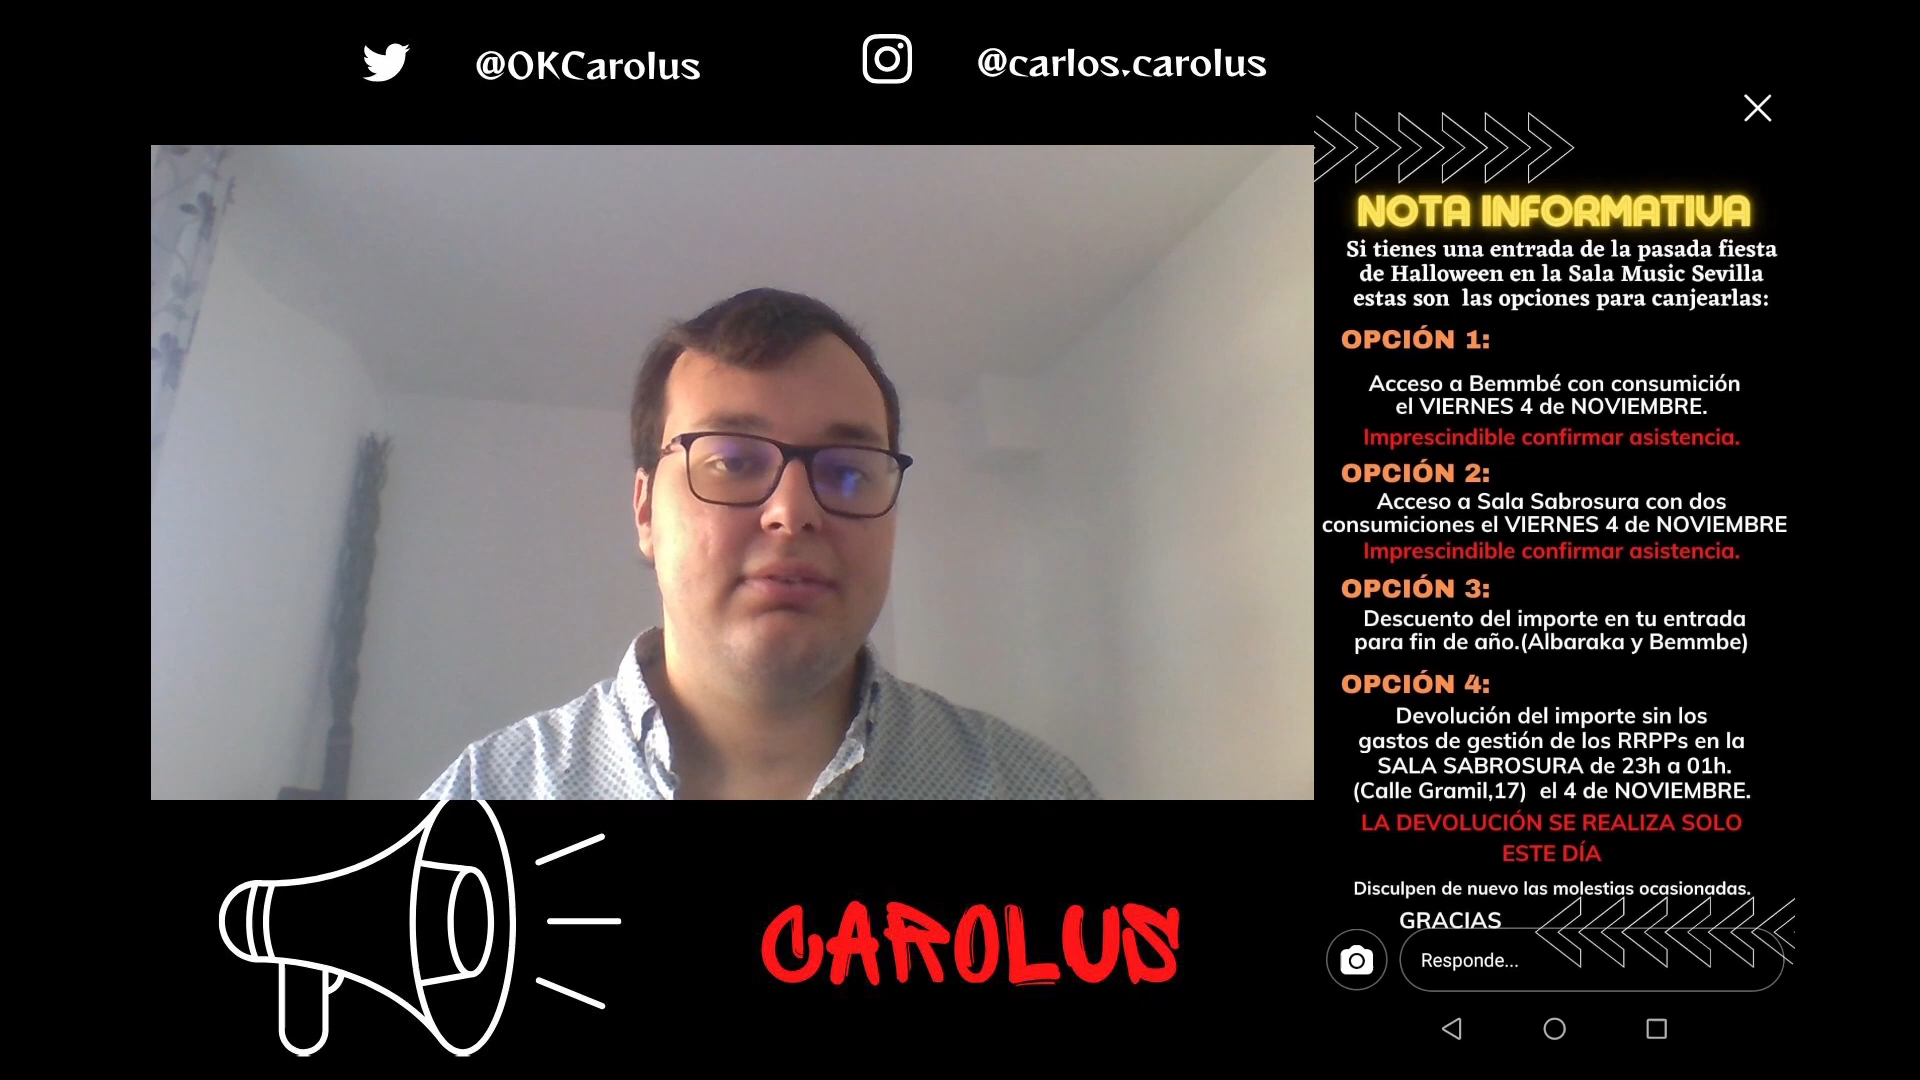 @OKCarolus
@carlos.carolus
NOTA INFORMATIVA
Si tienes una entrada de la pasada fiesta
de Halloween en la Sala Music Sevilla
estas son las opciones para canjearlas:
OPCIÓN 1:
Acceso a Bemmbé con consumición
el VIERNES 4 de NOVIEMBRE.
Imprescindible confirmar asistencia.
OPCIÓN 2:
Acceso a Sala Sabrosura con dos
consumiciones el VIERNES 4 de NOVIEMBRE
Imprescindible confirmar asistencia.
OPCIÓN 3:
Descuento del importe en tu entrada
para fin de año.(Albaraka y Bemmbe)
OPCIÓN 4:
Devolución del importe sin los
gastos de gestión de los RRPPs en la
SALA SABROSURA de 23h a 01h.
(Calle Gramil,17) el 4 de NOVIEMBRE.
LA DEVOLUCIÓN SE REALIZA SOLO
ESTE DÍA
Disculpen de nuevo las molestias ocasionadas.
GRACIAS
Responde...
CAROLUS